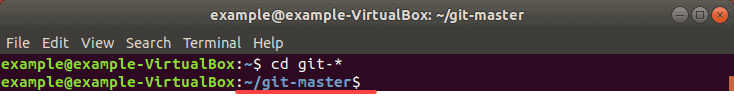 example@example-VirtualBox: ~/git-master
File Edit View Search Terminal Help
example@example-VirtualBox:~$ cd git-*
example@example-VirtualBox:~/git-master$